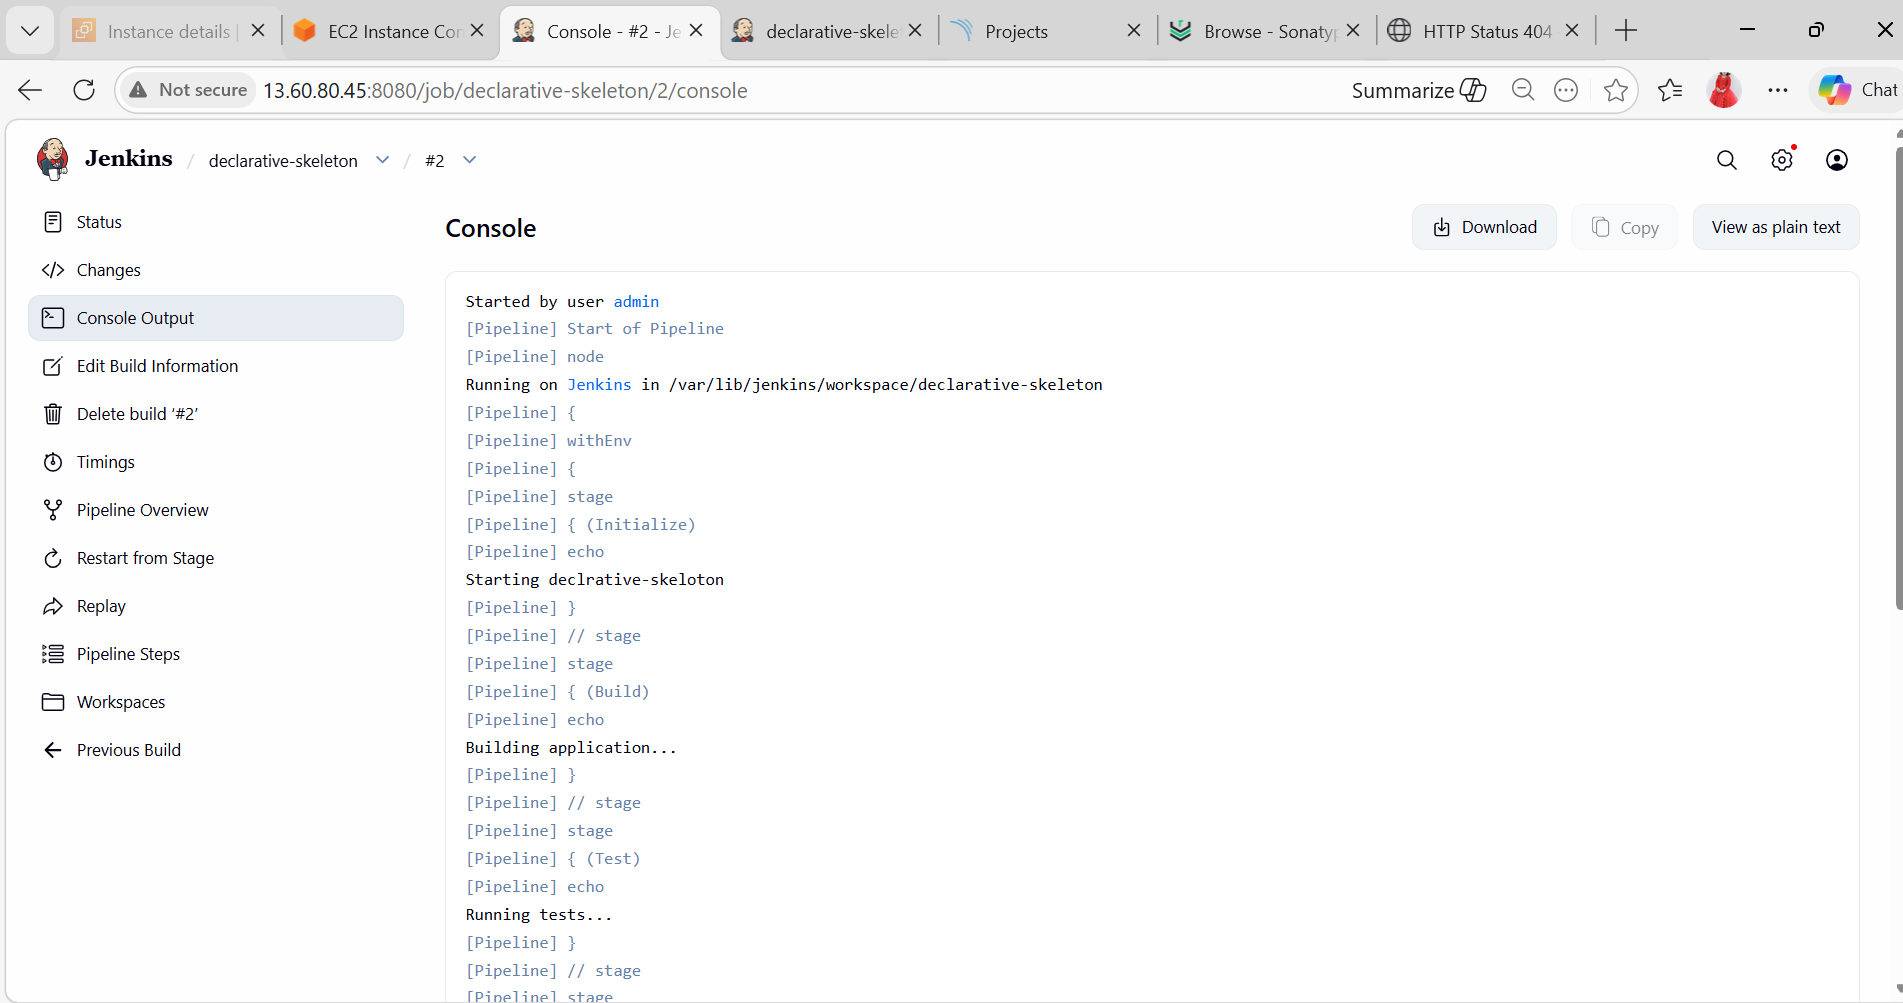 Instance details
EC2 Instance Con
Console - #2 - Je
declarative-skele
Projects
Browse - Sonatyp
HTTP Status 404
Not secure
13.60.80.45:8080/job/declarative-skeleton/2/console
Summarize
Chat
Jenkins / declarative-skeleton / #2
Status
Changes
Console Output
Edit Build Information
Delete build ‘#2’
Timings
Pipeline Overview
Restart from Stage
Replay
Pipeline Steps
Workspaces
Previous Build
Console
Download
Copy
View as plain text
Started by user admin
[Pipeline] Start of Pipeline
[Pipeline] node
Running on Jenkins in /var/lib/jenkins/workspace/declarative-skeleton
[Pipeline] {
[Pipeline] withEnv
[Pipeline] {
[Pipeline] stage
[Pipeline] { (Initialize)
[Pipeline] echo
Starting declrative-skeloton
[Pipeline] }
[Pipeline] // stage
[Pipeline] stage
[Pipeline] { (Build)
[Pipeline] echo
Building application...
[Pipeline] }
[Pipeline] // stage
[Pipeline] stage
[Pipeline] { (Test)
[Pipeline] echo
Running tests...
[Pipeline] }
[Pipeline] // stage
[Pipeline] stage